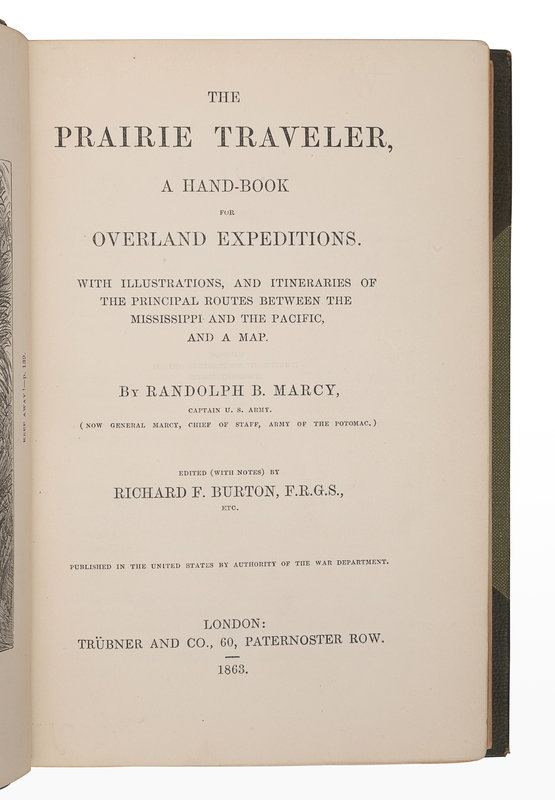 THE
PRAIRIE TRAVELER,
A HAND-BOOK
FOR
OVERLAND EXPEDITIONS.
WITH ILLUSTRATIONS, AND ITINERARIES OF
THE PRINCIPAL ROUTES BETWEEN THE
MISSISSIPPI AND THE PACIFIC,
AND A MAP.
BY RANDOLPH B. MARCY,
CAPTAIN U. S. ARMY.
(NOW GENERAL MARCY, CHIEF OF STAFF, ARMY OF THE POTOMAC.)
EDITED (WITH NOTES) BY
RICHARD F. BURTON, F.R.G.S.,
ETC.
PUBLISHED IN THE UNITED STATES BY AUTHORITY OF THE WAR DEPARTMENT.
LONDON:
TRÜBNER AND CO., 60, PATERNOSTER ROW.
1863.
KEEP AWAY!—p. 139.